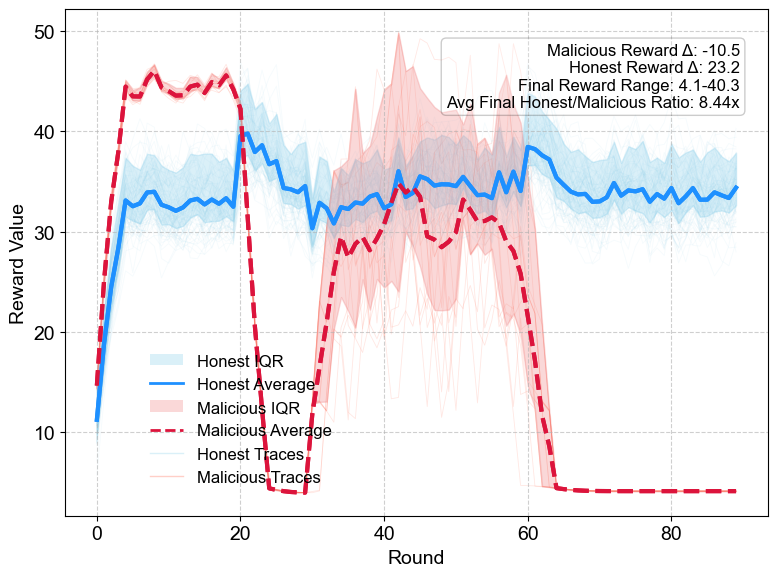 50
40
30
20
10
Reward Value
Malicious Reward Δ: -10.5
Honest Reward Δ: 23.2
Final Reward Range: 4.1-40.3
Avg Final Honest/Malicious Ratio: 8.44x
Honest IQR
Honest Average
Malicious IQR
Malicious Average
Honest Traces
Malicious Traces
0 20 40 60 80
Round